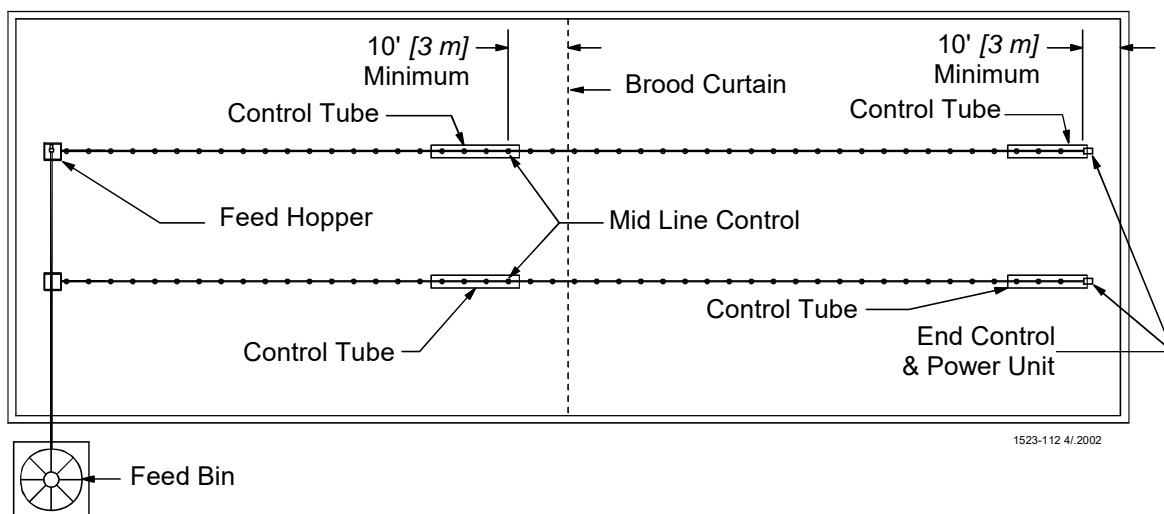 10' [3 m]
Minimum
10' [3 m]
Minimum
Brood Curtain
Control Tube
Control Tube
Feed Hopper
Mid Line Control
Control Tube
Control Tube
End Control
& Power Unit
1523-112 4/.2002
Feed Bin